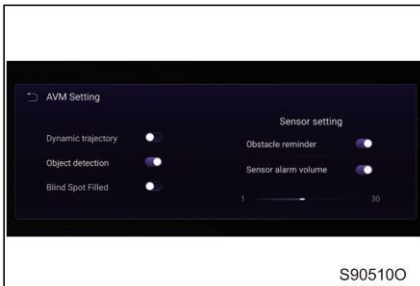 AVM Setting
Sensor setting
Dynamic trajectory
Obstacle reminder
Object detection
Sensor alarm volume
Blind Spot Filled
1
30
S90510O